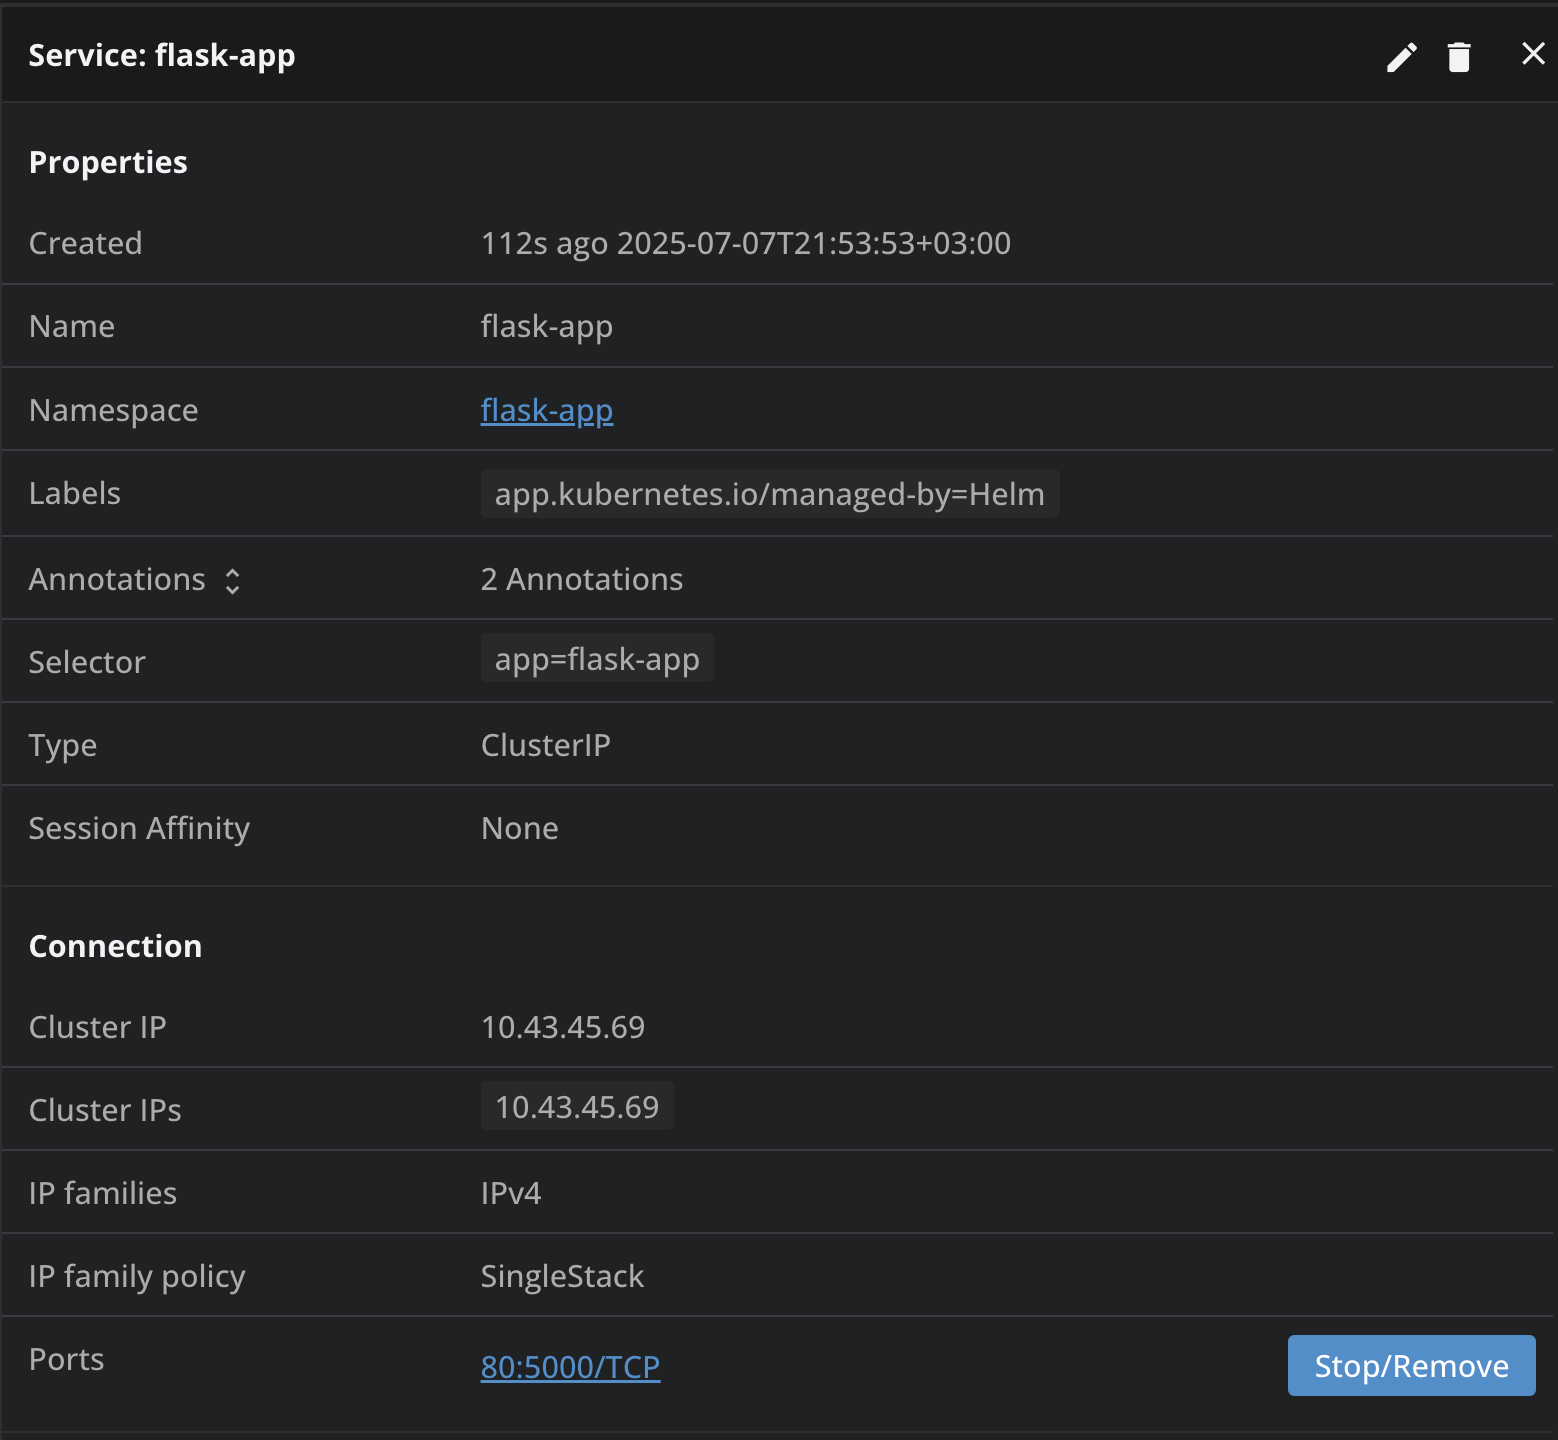 Service: flask-app
Properties
Created 112s ago 2025-07-07T21:53:53+03:00
Name flask-app
Namespace flask-app
Labels app.kubernetes.io/managed-by=Helm
Annotations 2 Annotations
Selector app=flask-app
Type ClusterIP
Session Affinity None
Connection
Cluster IP 10.43.45.69
Cluster IPs 10.43.45.69
IP families IPv4
IP family policy SingleStack
Ports 80:5000/TCP Stop/Remove